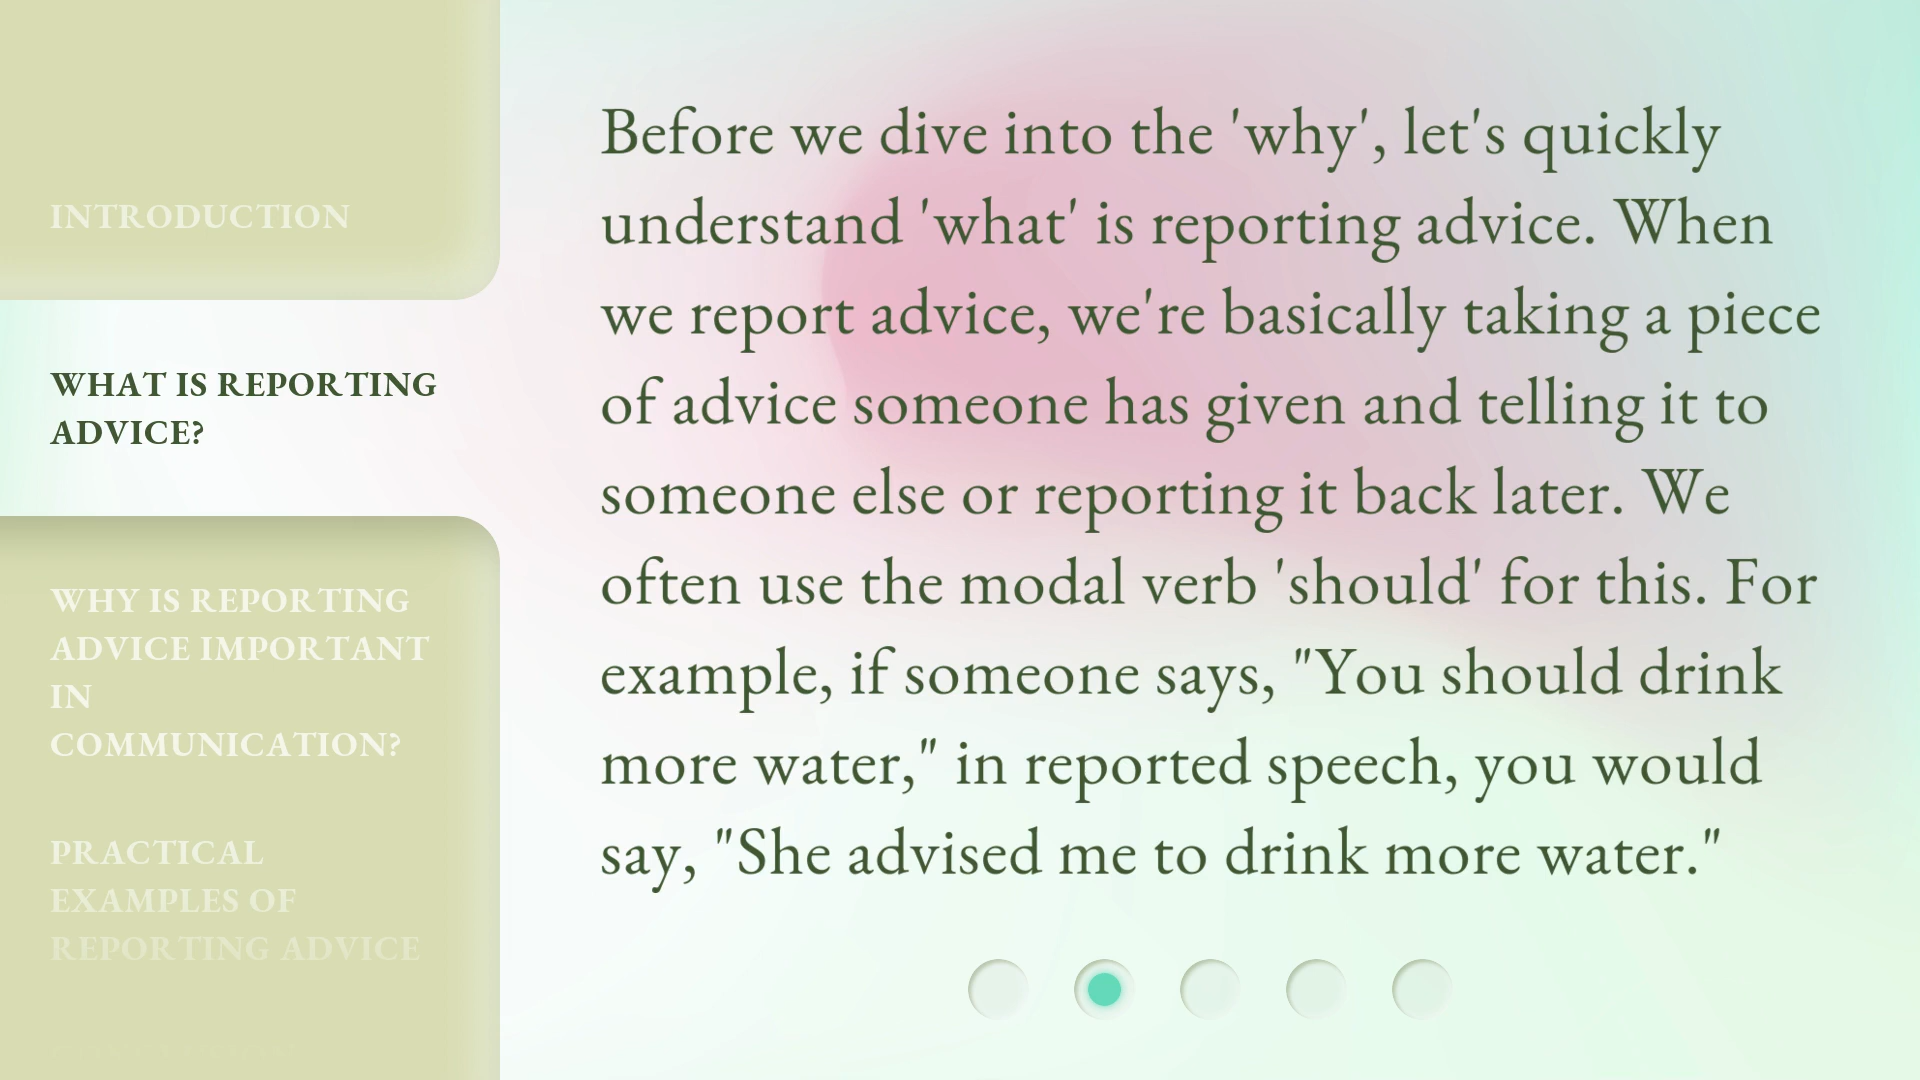 INTRODUCTION
WHAT IS REPORTING
ADVICE?
WHY IS REPORTING
ADVICE IMPORTANT
IN
COMMUNICATION?
PRACTICAL
EXAMPLES OF
REPORTING ADVICE
CONCLUSION
Before we dive into the 'why', let's quickly
understand 'what' is reporting advice. When
we report advice, we're basically taking a piece
of advice someone has given and telling it to
someone else or reporting it back later. We
often use the modal verb 'should' for this. For
example, if someone says, "You should drink
more water," in reported speech, you would
say, "She advised me to drink more water."